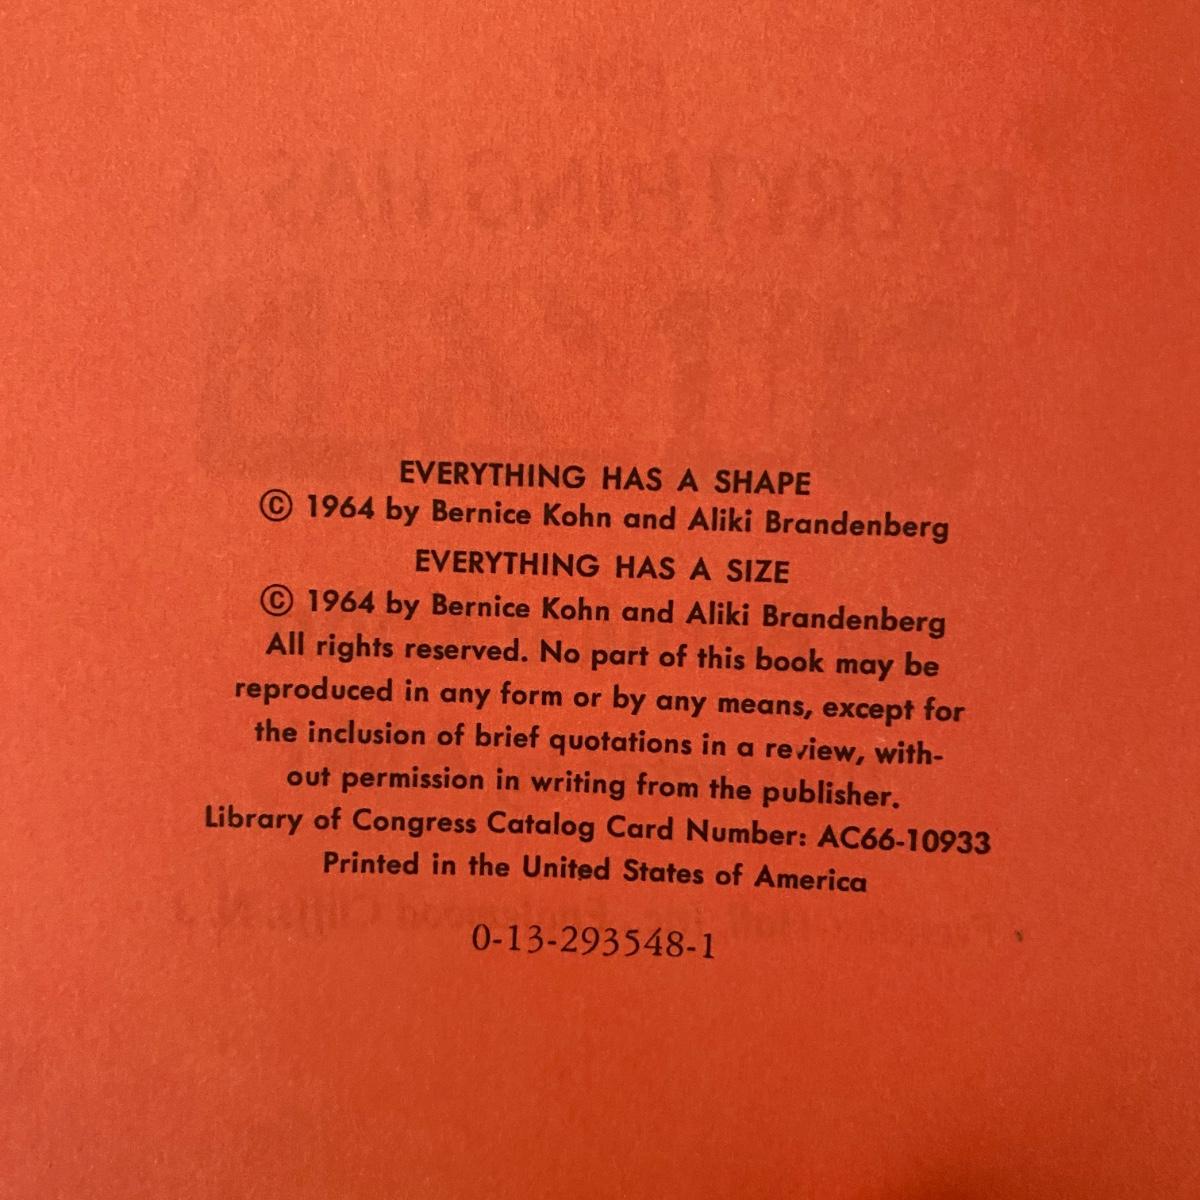 EVERYTHING HAS A SHAPE
© 1964 by Bernice Kohn and Aliki Brandenberg
EVERYTHING HAS A SIZE
© 1964 by Bernice Kohn and Aliki Brandenberg
All rights reserved. No part of this book may be
reproduced in any form or by any means, except for
the inclusion of brief quotations in a review, with-
out permission in writing from the publisher.
Library of Congress Catalog Card Number: AC66-10933
Printed in the United States of America
0-13-293548-1